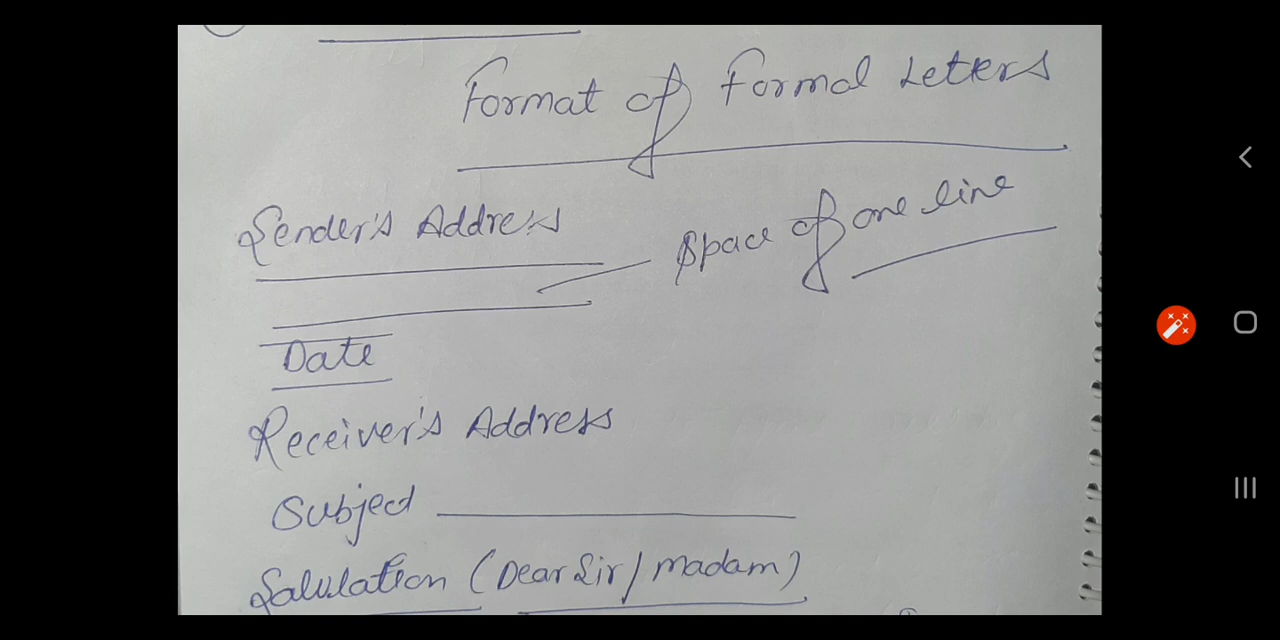 Format of Formal Letters
Sender's Address
space of one line
Date
Receiver's Address
Subject
Salutation (Dear Sir/Madam)